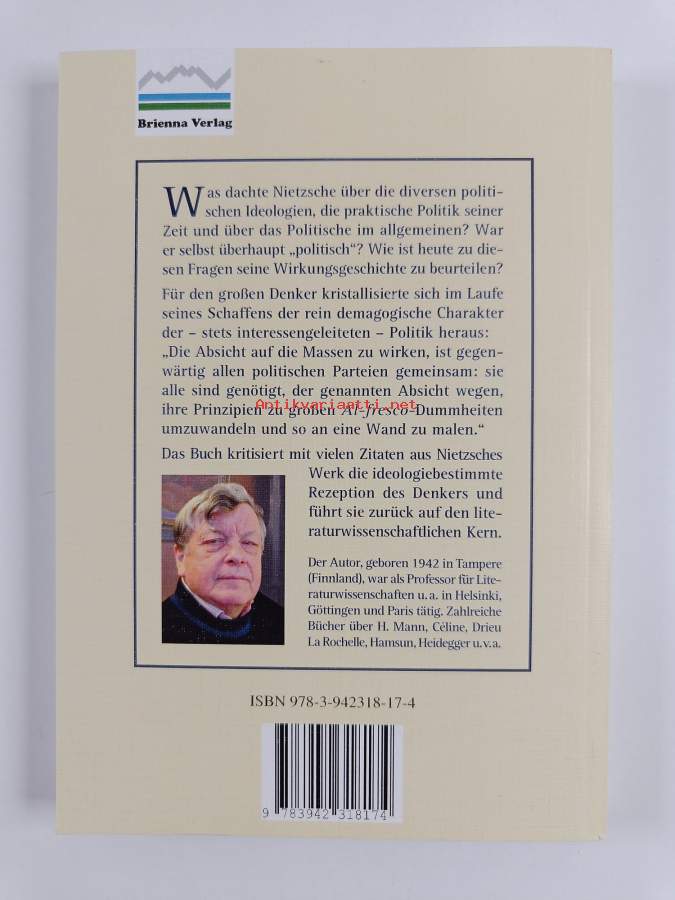 Brienna Verlag
Was dachte Nietzsche über die diversen politi-
schen Ideologien, die praktische Politik seiner
Zeit und über das Politische im allgemeinen? War
er selbst überhaupt „politisch“? Wie ist heute zu die-
sen Fragen seine Wirkungsgeschichte zu beurteilen?
Für den großen Denker kristallisierte sich im Laufe
seines Schaffens der rein demagogische Charakter
der – stets interessengeleiteten – Politik heraus:
„Die Absicht auf die Massen zu wirken, ist gegen-
wärtig allen politischen Parteien gemeinsam: sie
alle sind genötigt, der genannten Absicht wegen,
ihre Prinzipien zu großen Al-fresco-Dummheiten
Antikvariaatti.net
umzuwandeln und so an eine Wand zu malen.“
Das Buch kritisiert mit vielen Zitaten aus Nietzsches
Werk die ideologiebestimmte
Rezeption des Denkers und
führt sie zurück auf den lite-
raturwissenschaftlichen Kern.
Der Autor, geboren 1942 in Tampere
(Finnland), war als Professor für Lite-
raturwissenschaften u. a. in Helsinki,
Göttingen und Paris tätig. Zahlreiche
Bücher über H. Mann, Céline, Drieu
La Rochelle, Hamsun, Heidegger u. v. a.
ISBN 978-3-942318-17-4
9 783942 318174